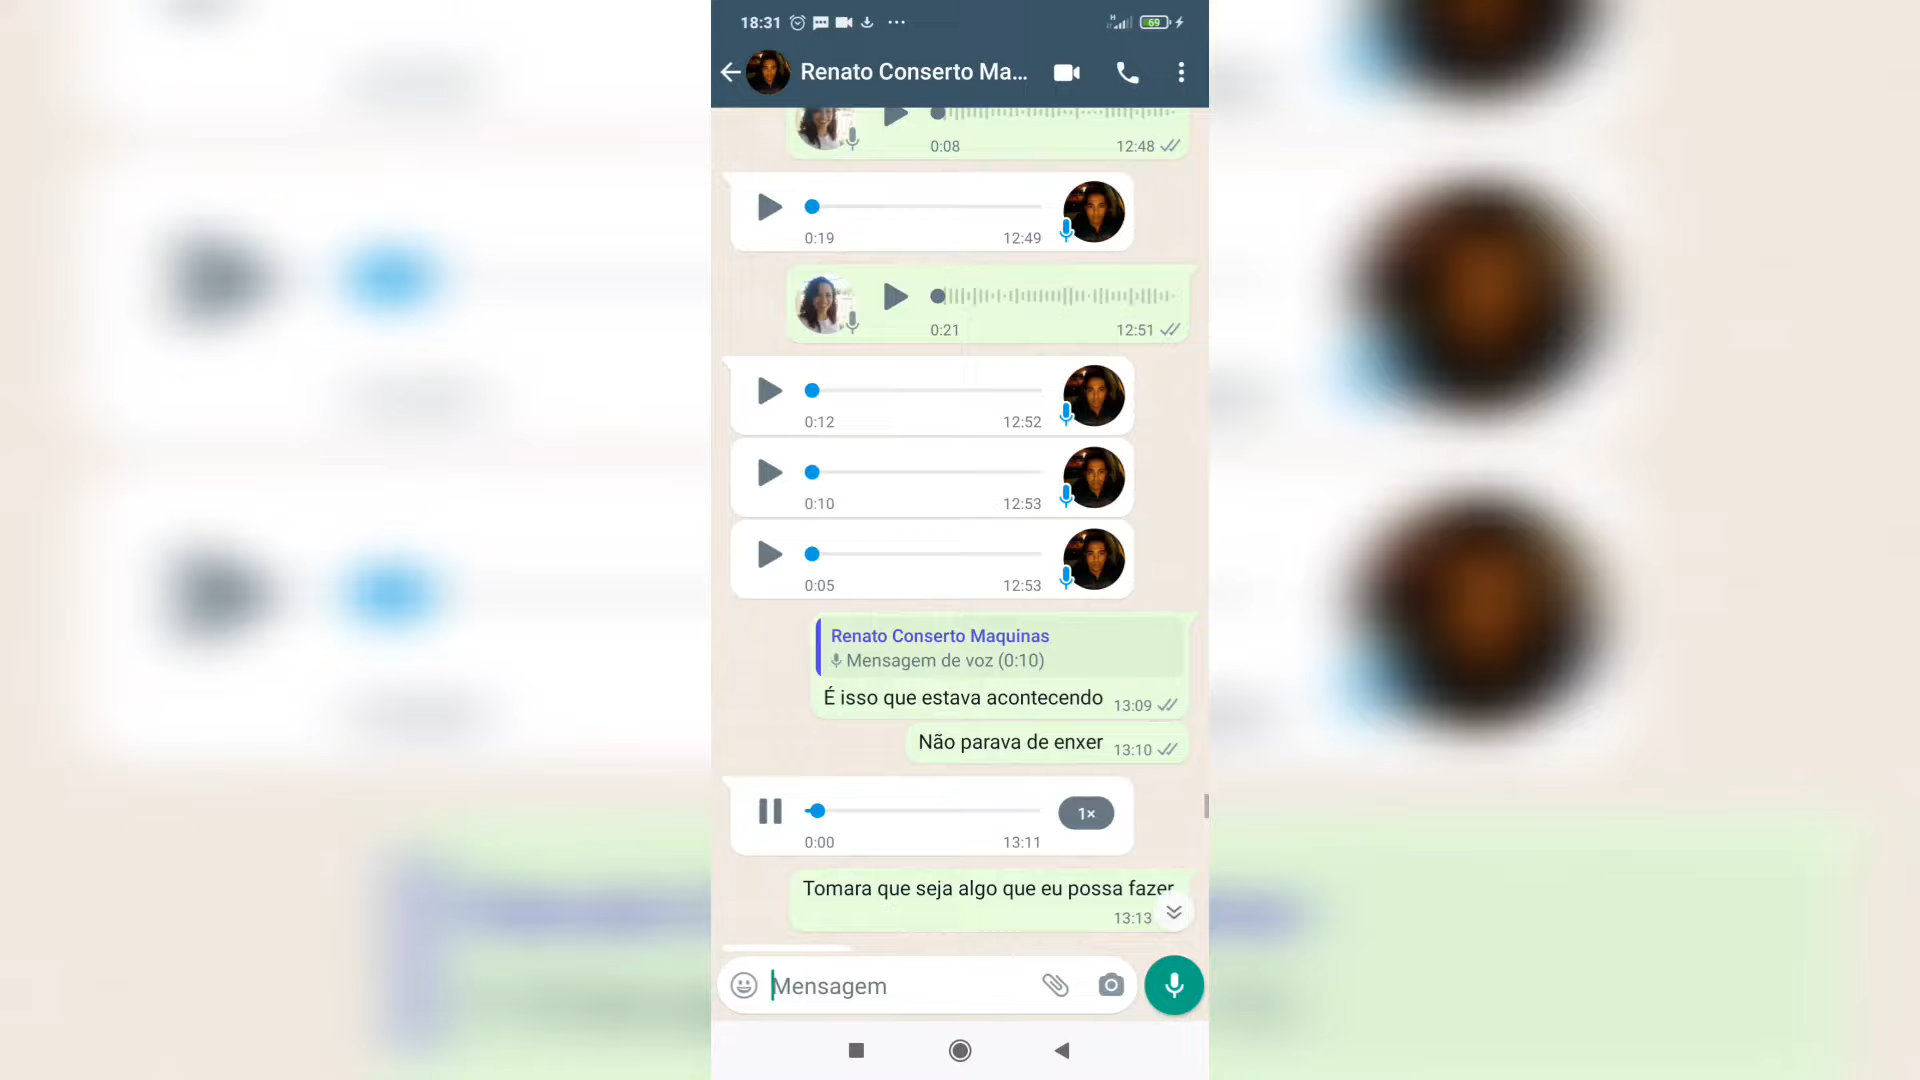 18:31
69
Renato Conserto Ma...
0:08 12:48
0:19 12:49
0:21 12:51
0:12 12:52
0:10 12:53
0:05 12:53
Renato Conserto Maquinas
Mensagem de voz (0:10)
É isso que estava acontecendo 13:09
Não parava de enxer 13:10
1×
0:00 13:11
Tomara que seja algo que eu possa fazer
13:13
Mensagem